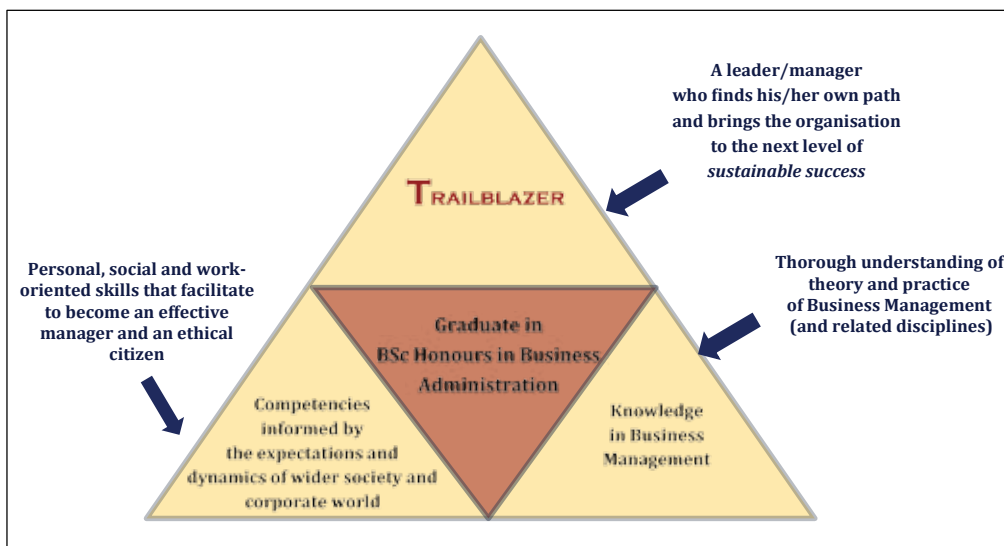 A leader/manager
who finds his/her own path
and brings the organisation
to the next level of
sustainable success
TRAILBLAZER
Personal, social and work-
oriented skills that facilitate
to become an effective
manager and an ethical
citizen
Thorough understanding of
theory and practice
of Business Management
(and related disciplines)
Graduate in
BSc Honours in Business
Administration
Competencies
informed by
the expectations and
dynamics of wider society and
corporate world
Knowledge
in Business
Management